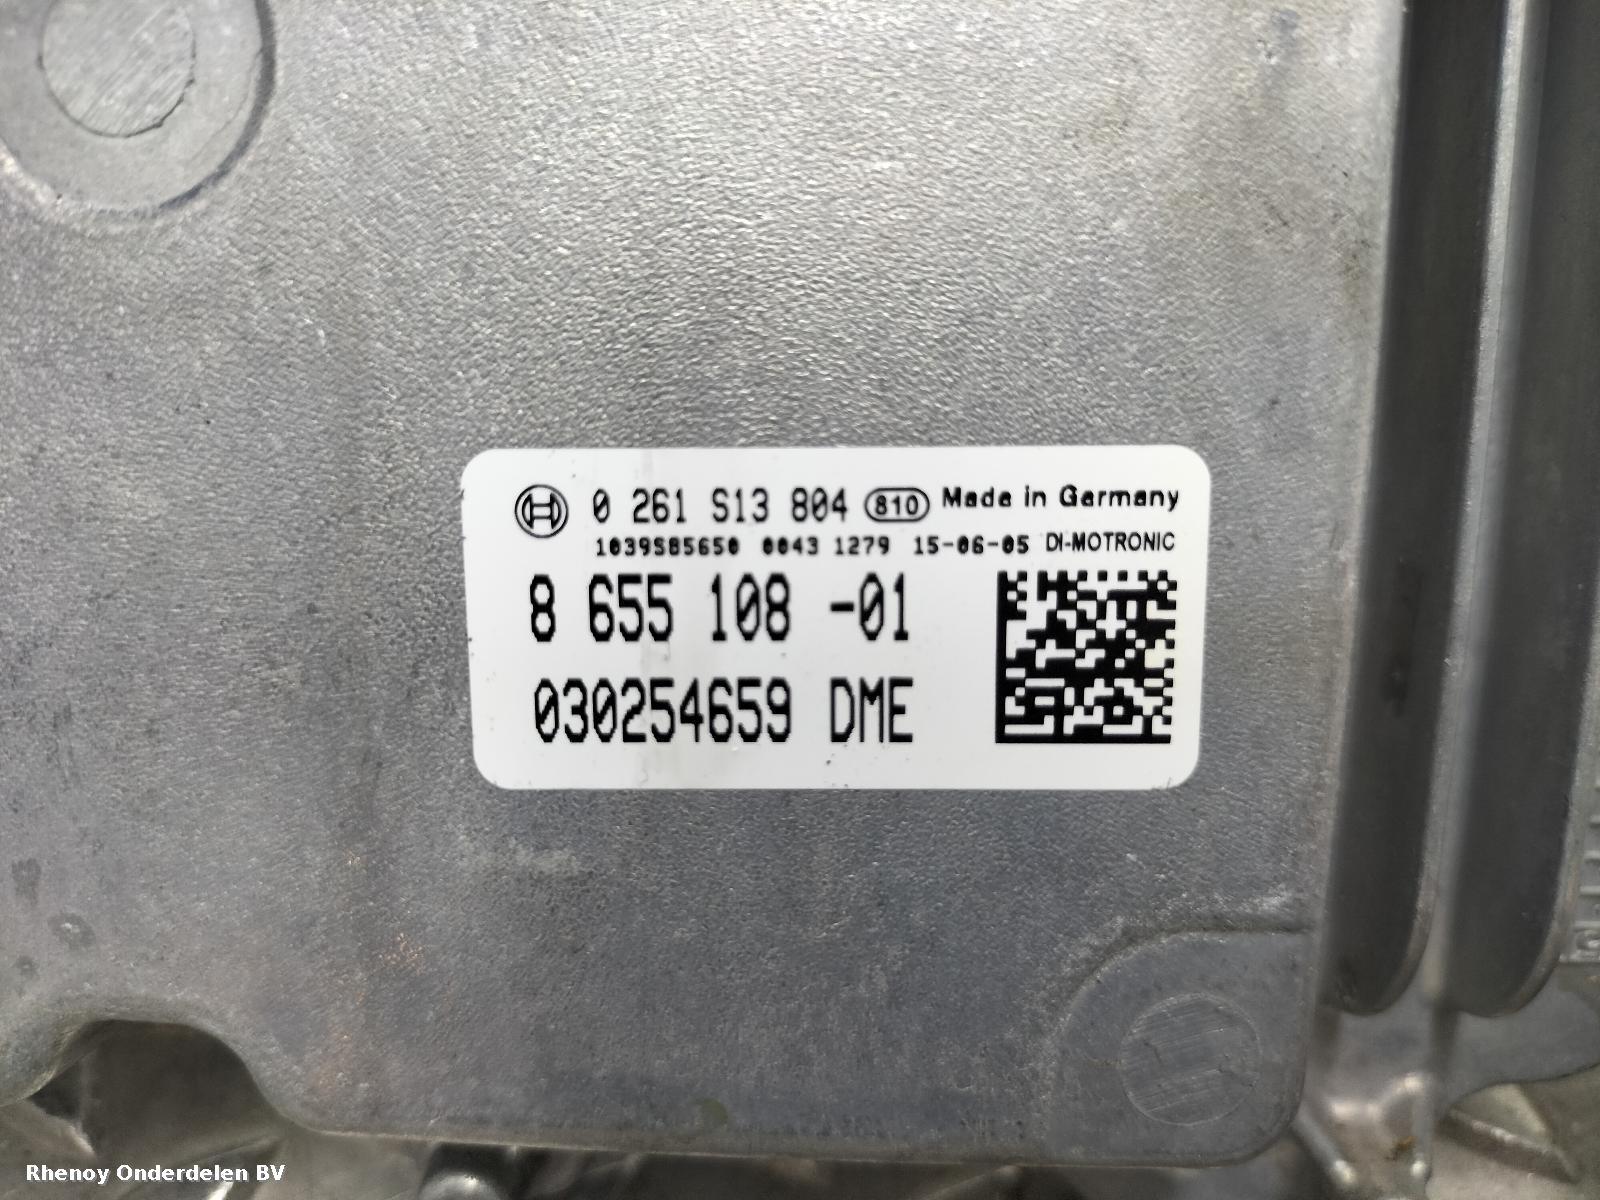 0 261 S13 804 810 Made in Germany
1039S85650 0043 1279 15-06-05 DI-MOTRONIC
8 655 108 -01
030254659 DME
Rhenoy Onderdelen BV